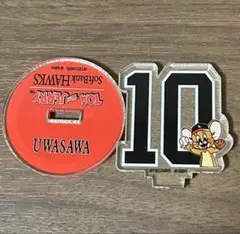 SoftBank HAWKS
TOM and JERRY
UWASAWA
10